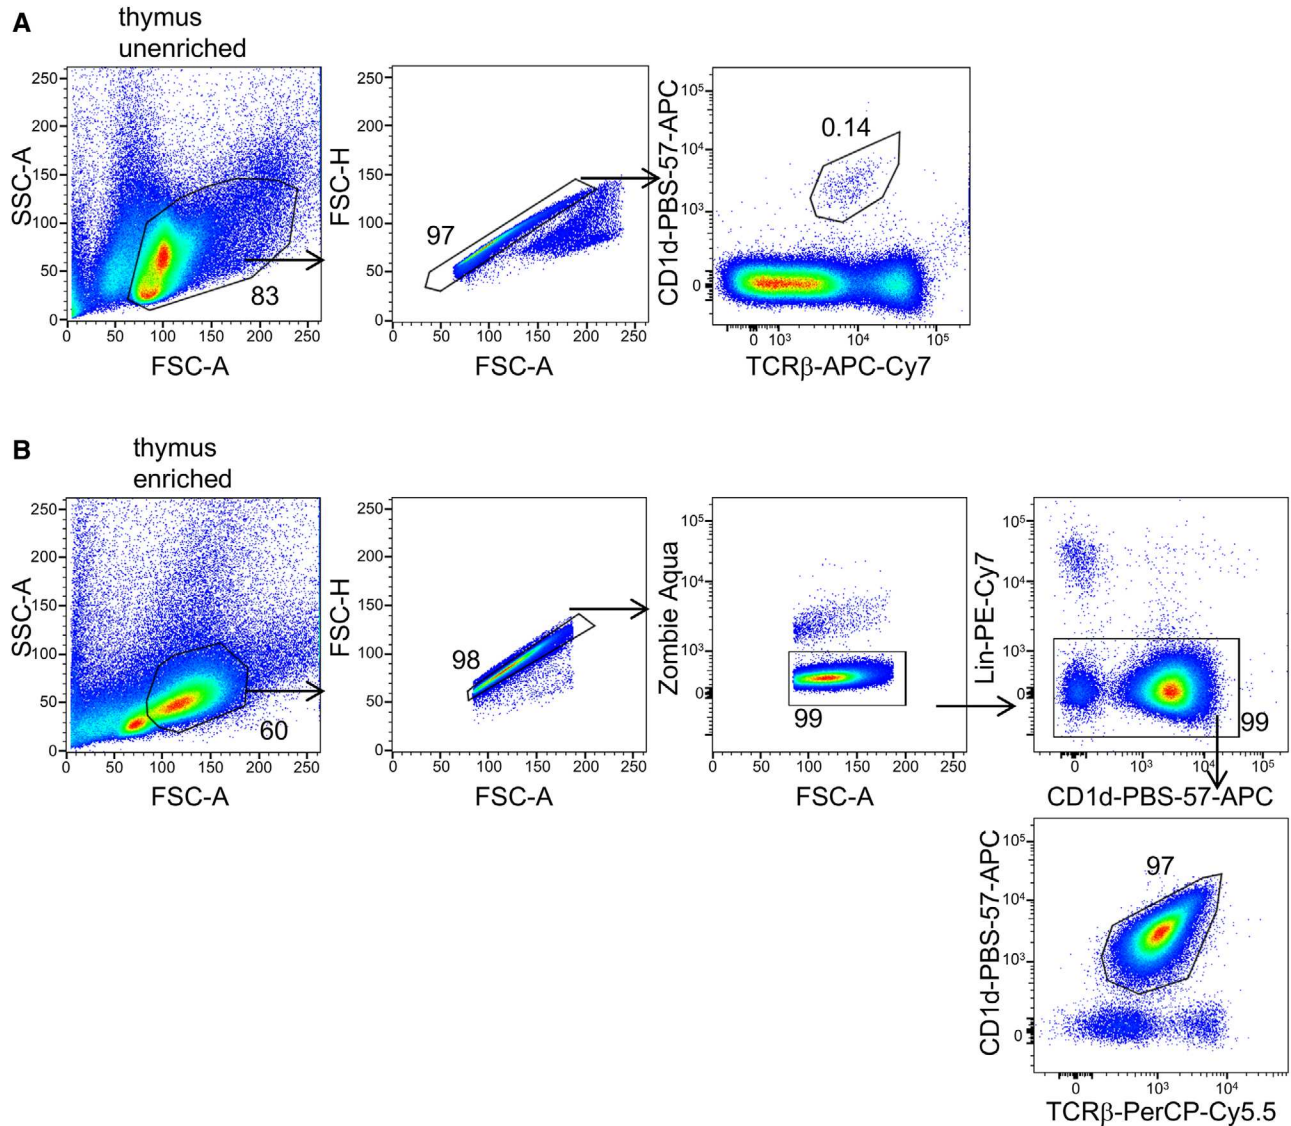 A
thymus
unenriched
SSC-A
250
200
150
100
50
0
83
0 50 100 150 200 250
FSC-A
FSC-H
250
200
150
100
50
0
97
0 50 100 150 200 250
FSC-A
CD1d-PBS-57-APC
10⁵
10⁴
10³
0
0.14
0 10³ 10⁴ 10⁵
TCRβ-APC-Cy7
B
thymus
enriched
SSC-A
250
200
150
100
50
0
60
0 50 100 150 200 250
FSC-A
FSC-H
250
200
150
100
50
0
98
0 50 100 150 200 250
FSC-A
Zombie Aqua
10⁵
10⁴
10³
0
99
0 50 100 150 200 250
FSC-A
Lin-PE-Cy7
10⁵
10⁴
10³
0
99
0 10³ 10⁴ 10⁵
CD1d-PBS-57-APC
CD1d-PBS-57-APC
10⁵
10⁴
10³
0
97
0 10³ 10⁴
TCRβ-PerCP-Cy5.5